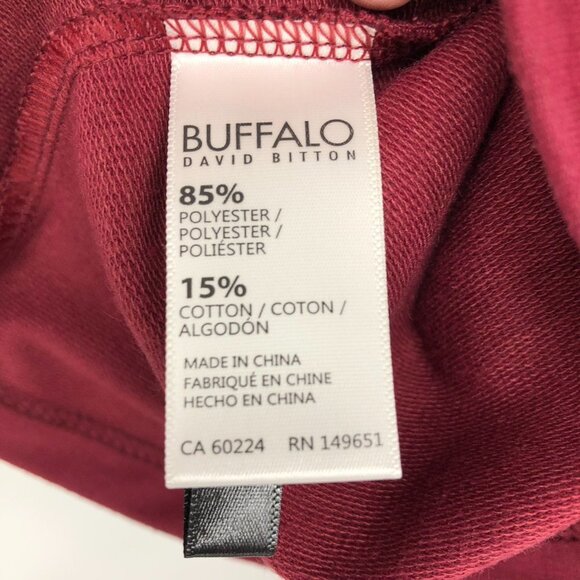 BUFFALO
DAVID BITTON
85%
POLYESTER /
POLYESTER /
POLIÉSTER
15%
COTTON / COTON /
ALGODÓN
MADE IN CHINA
FABRIQUÉ EN CHINE
HECHO EN CHINA
CA 60224 RN 149651